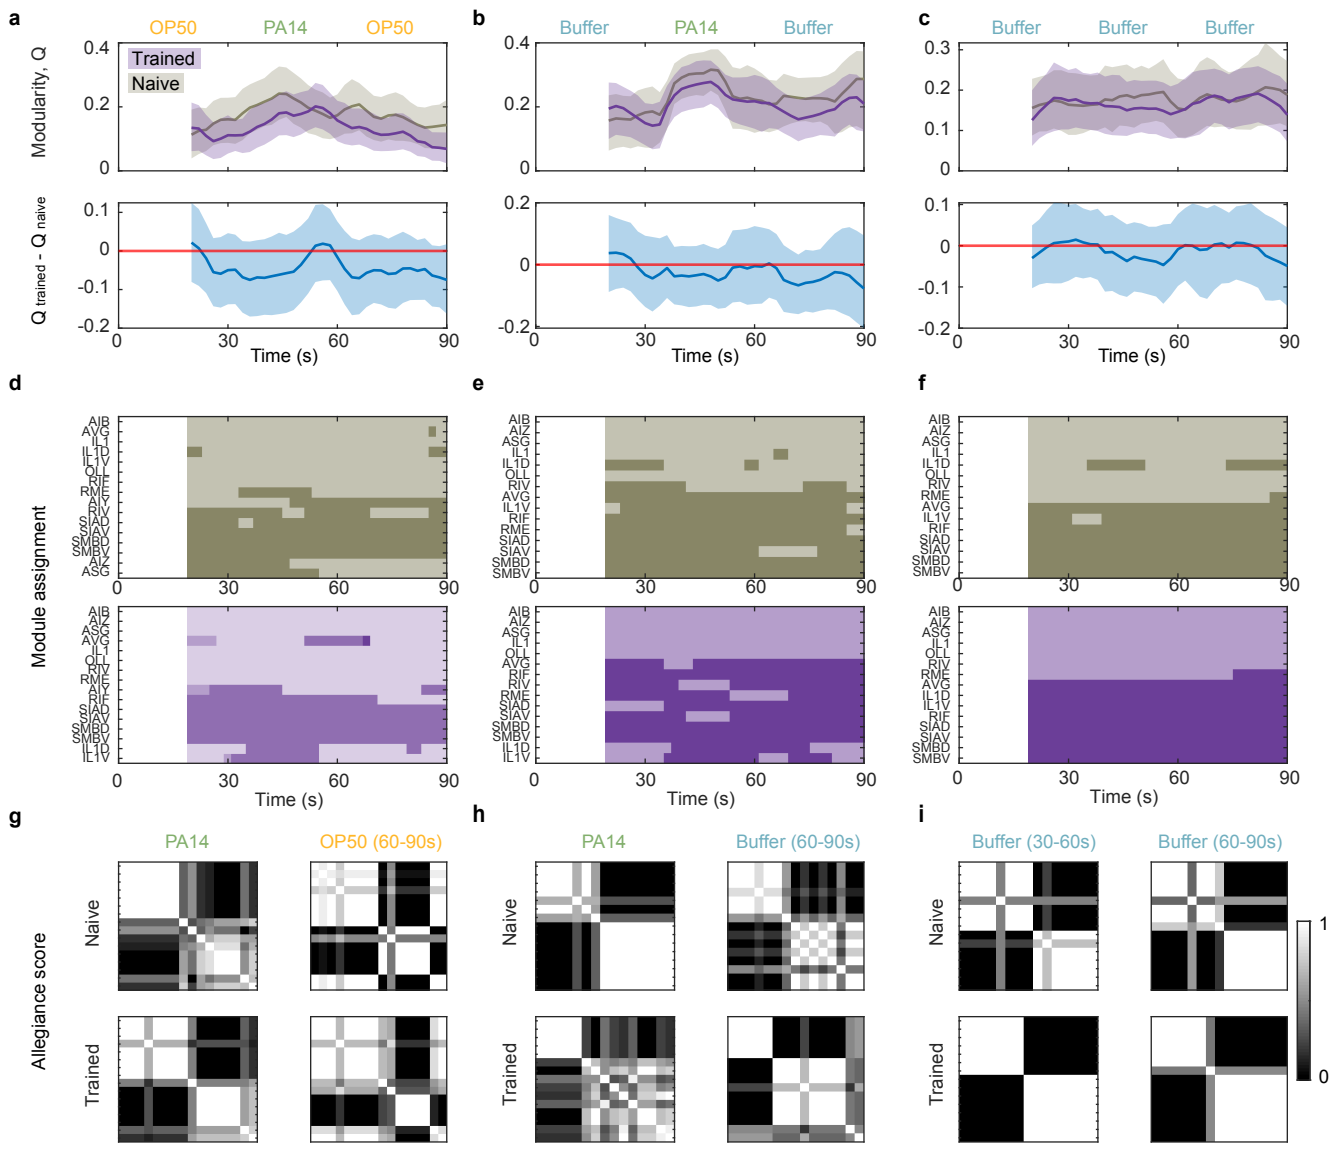 a
OP50 PA14 OP50
b
Buffer PA14 Buffer
c
Buffer Buffer Buffer
Modularity, Q
0.4
0.2
0
Trained
Naive
0.4
0.2
0
0.3
0.2
0.1
0
Q trained - Q naive
0.1
0
-0.1
-0.2
0 30 60 90
Time (s)
0.2
0
-0.2
0 30 60 90
Time (s)
0.1
0
-0.1
-0.2
0 30 60 90
Time (s)
d
e
f
Module assignment
AIB
AVG
IL1
IL1D
IL1V
OLL
RIF
RME
AIY
RIV
SIAD
SIAV
SMBD
SMBV
AIZ
ASG
0 30 60 90
AIB
AIZ
ASG
IL1
IL1D
OLL
RIV
AVG
IL1V
RIF
RME
SIAD
SIAV
SMBD
SMBV
0 30 60 90
AIB
AIZ
ASG
IL1
IL1D
OLL
RIV
RME
AVG
IL1V
RIF
SIAD
SIAV
SMBD
SMBV
0 30 60 90
AIB
AIZ
ASG
AVG
IL1
OLL
RIV
RME
AIY
RIF
SIAD
SIAV
SMBD
SMBV
IL1D
IL1V
0 30 60 90
Time (s)
AIB
AIZ
ASG
IL1
OLL
AVG
RIF
RIV
RME
SIAD
SIAV
SMBD
SMBV
IL1D
IL1V
0 30 60 90
Time (s)
AIB
AIZ
ASG
IL1
OLL
RIV
RME
AVG
IL1D
IL1V
RIF
SIAD
SIAV
SMBD
SMBV
0 30 60 90
Time (s)
g
PA14 OP50 (60-90s)
h
PA14 Buffer (60-90s)
i
Buffer (30-60s) Buffer (60-90s)
Allegiance score
Naive
Trained
Naive
Trained
Naive
Trained
1
0